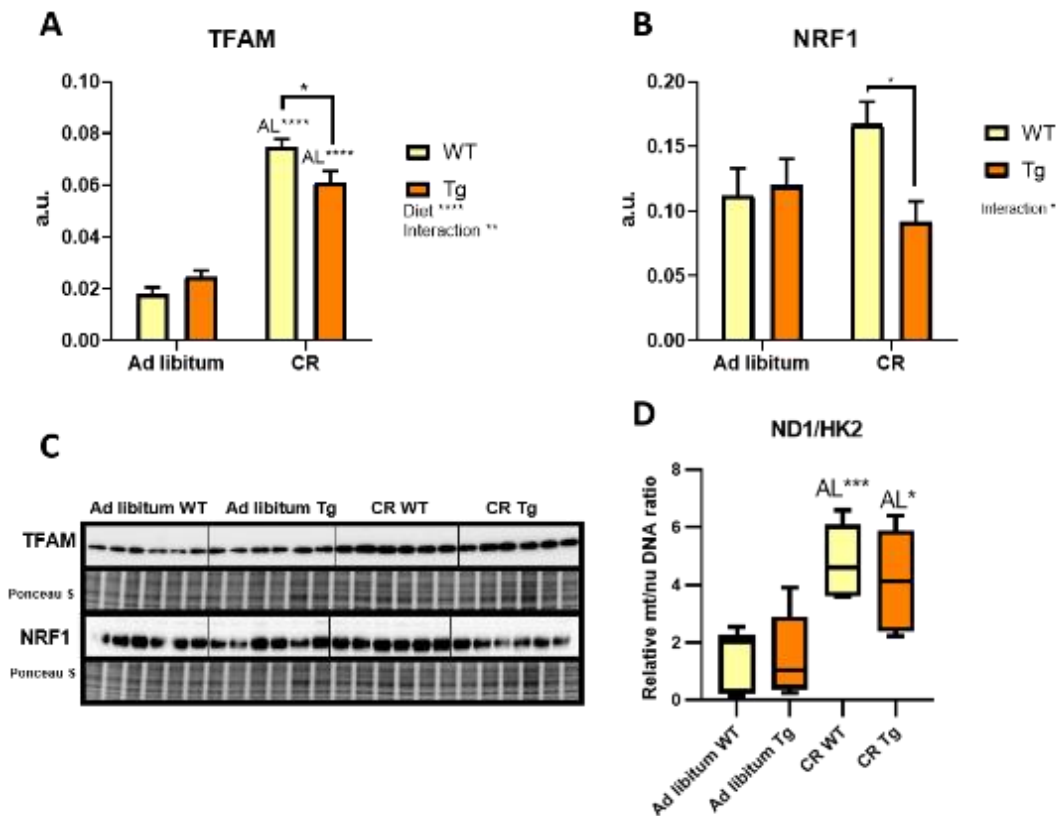 A
TFAM
0.10
0.08
0.06
0.04
0.02
0.00
a.u.
*
AL****
AL****
Ad libitum
CR
WT
Tg
Diet ****
Interaction **
B
NRF1
0.20
0.15
0.10
0.05
0.00
a.u.
*
Ad libitum
CR
WT
Tg
Interaction *
C
Ad libitum WT
Ad libitum Tg
CR WT
CR Tg
TFAM
Ponceau S
NRF1
Ponceau S
D
ND1/HK2
Relative mt/nu DNA ratio
8
6
4
2
0
AL***
AL*
Ad libitum WT
Ad libitum Tg
CR WT
CR Tg